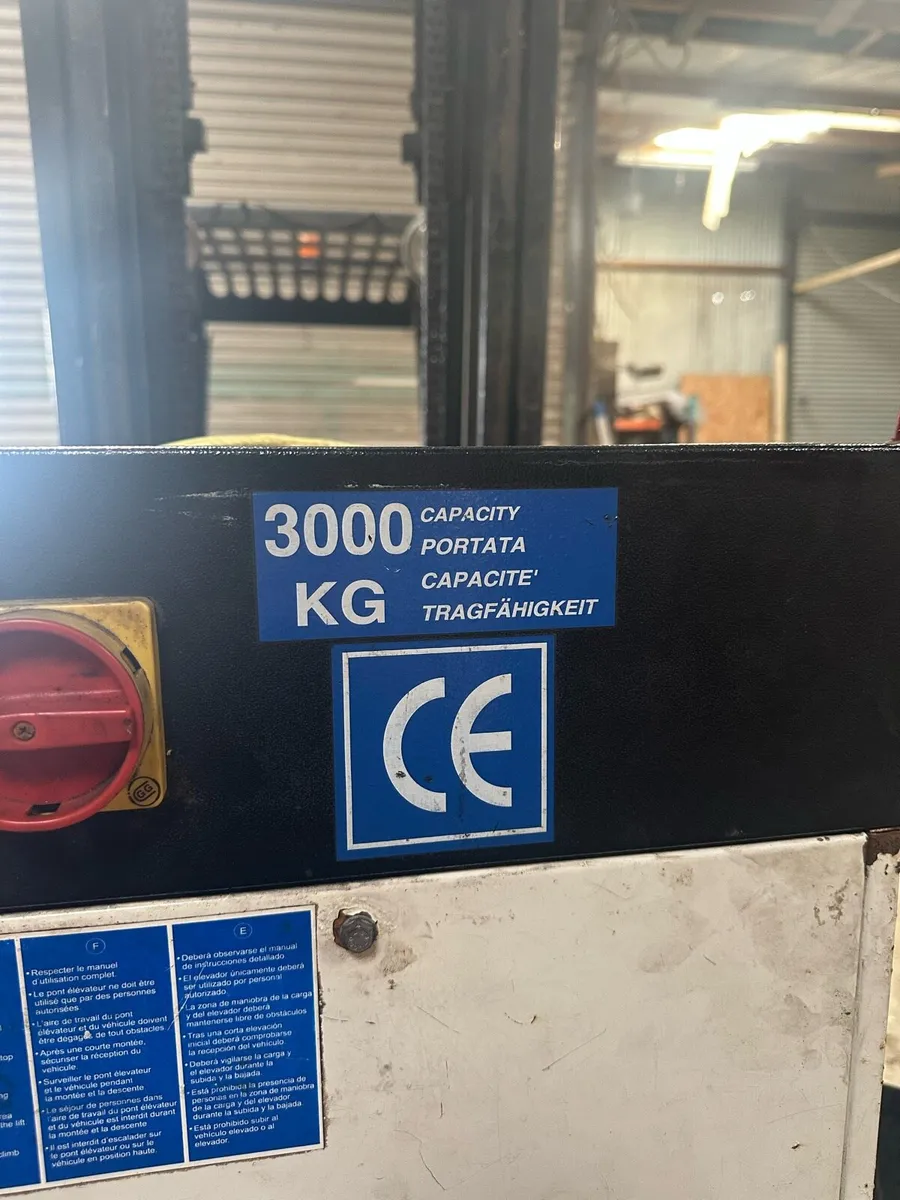 3000 CAPACITY
PORTATA
KG CAPACITE'
TRAGFÄHIGKEIT
CE
GG
top
ng
rea
the lift
climb
F
• Respecter le manuel
d'utilisation complet.
• Le pont élévateur ne doit être
utilisé que par des personnes
autorisées
• L'aire de travail du pont
élévateur et du véhicule doivent
être dégagés de tout obstacles.
• Après une courte montée,
sécuriser la réception du
véhicule
• Surveiller le pont élévateur
et le véhicule pendant
la montée et la descente
• Le séjour de personnes dans
l'aire de travail du pont élévateur
et du véhicule est interdit durant
la montée et la descente
• Il est interdit d'escalader sur
le pont élévateur ou sur le
véhicule en position haute.
E
• Deberá observarse el manual
de instrucciones detallado
• El elevador únicamente deberá
ser utilizado por personal
autorizado.
La zona de maniobra de la carga
y del elevador deberá
mantenerse libre de obstáculos
• Tras una corta elevación
inicial deberá comprobarse
la recepción del vehículo
• Deberá vigilarse la carga y
el elevador durante la
subida y la bajada.
• Está prohibida la presencia de
personas en la zona de maniobra
de la carga y del elevador
durante la subida y la bajada.
• Está prohibido subir al
vehículo elevado o al
elevador.